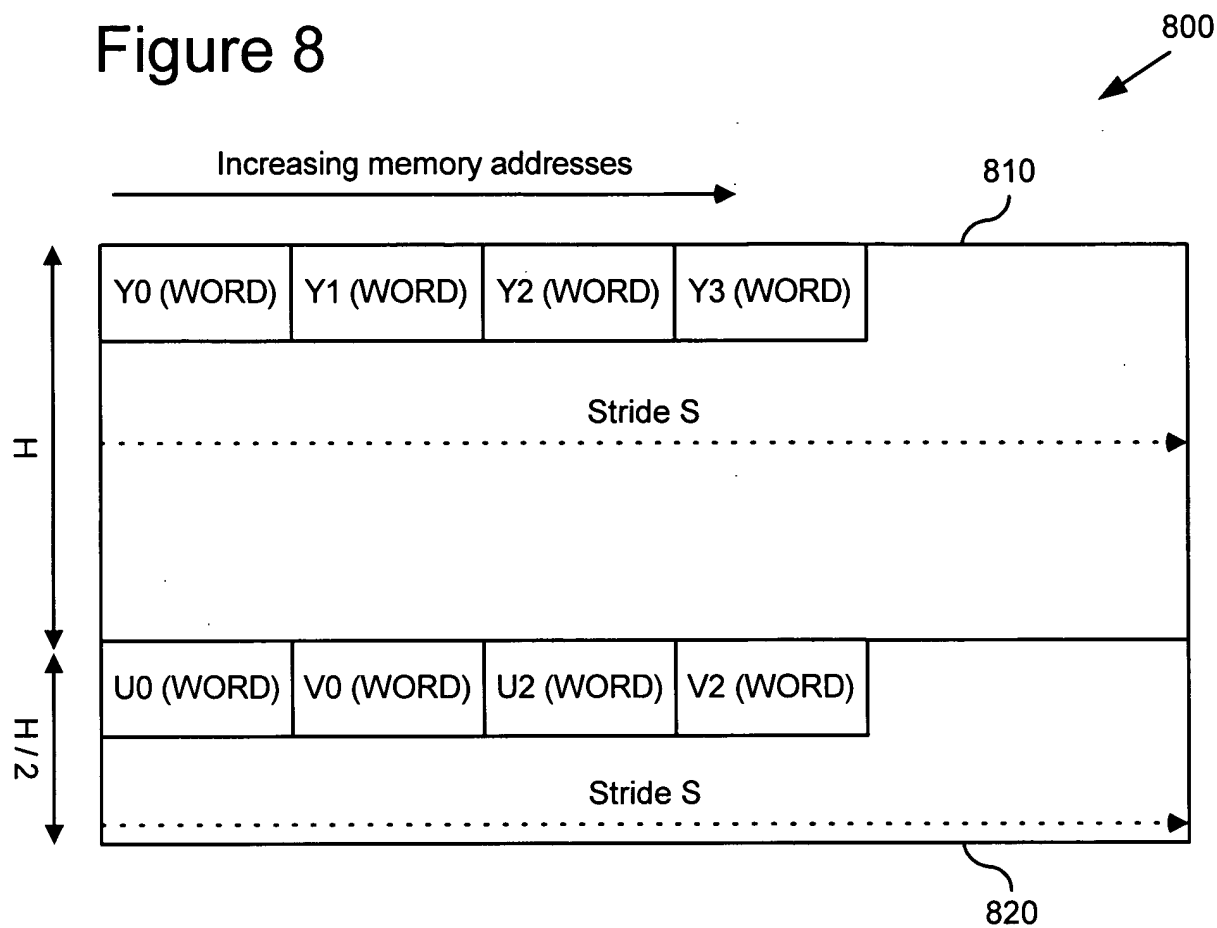 Figure 8
800
Increasing memory addresses
810
Y0 (WORD) Y1 (WORD) Y2 (WORD) Y3 (WORD)
Stride S
H
U0 (WORD) V0 (WORD) U2 (WORD) V2 (WORD)
H / 2
Stride S
820